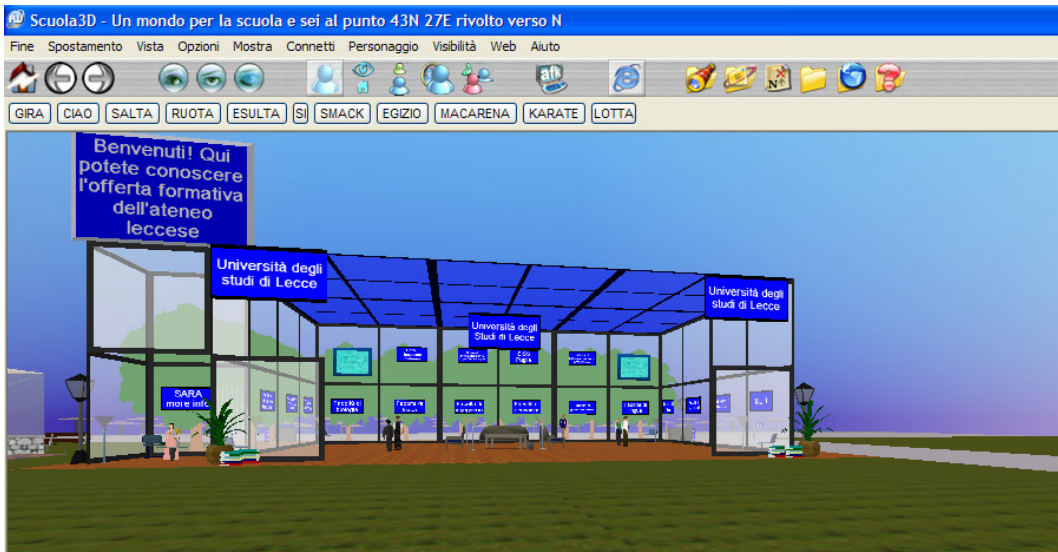 Scuola3D - Un mondo per la scuola e sei al punto 43N 27E rivolto verso N
Fine Spostamento Vista Opzioni Mostra Connetti Personaggio Visibilità Web Aiuto
GIRA CIAO SALTA RUOTA ESULTA SI SMACK EGIZIO MACARENA KARATE LOTTA
Benvenuti! Qui
potete conoscere
l'offerta formativa
dell'ateneo
leccese
Università degli
studi di Lecce
Università degli
studi di Lecce
Università degli
Studi di Lecce
SARA
more info